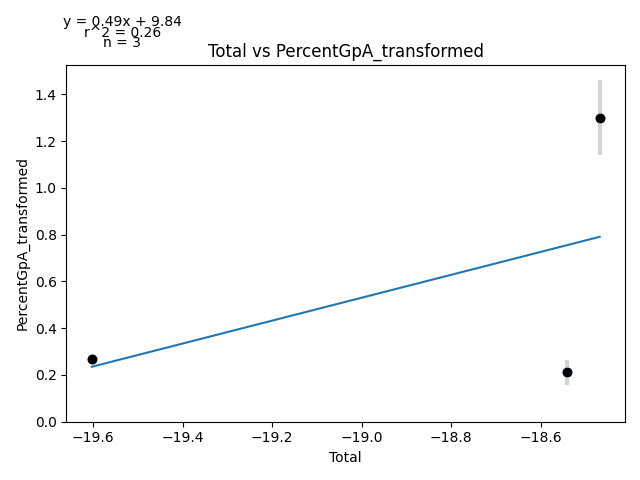 y = 0.49x + 9.84
r^2 = 0.26
n = 3
Total vs PercentGpA_transformed
PercentGpA_transformed
1.4
1.2
1.0
0.8
0.6
0.4
0.2
0.0
−19.6 −19.4 −19.2 −19.0 −18.8 −18.6
Total